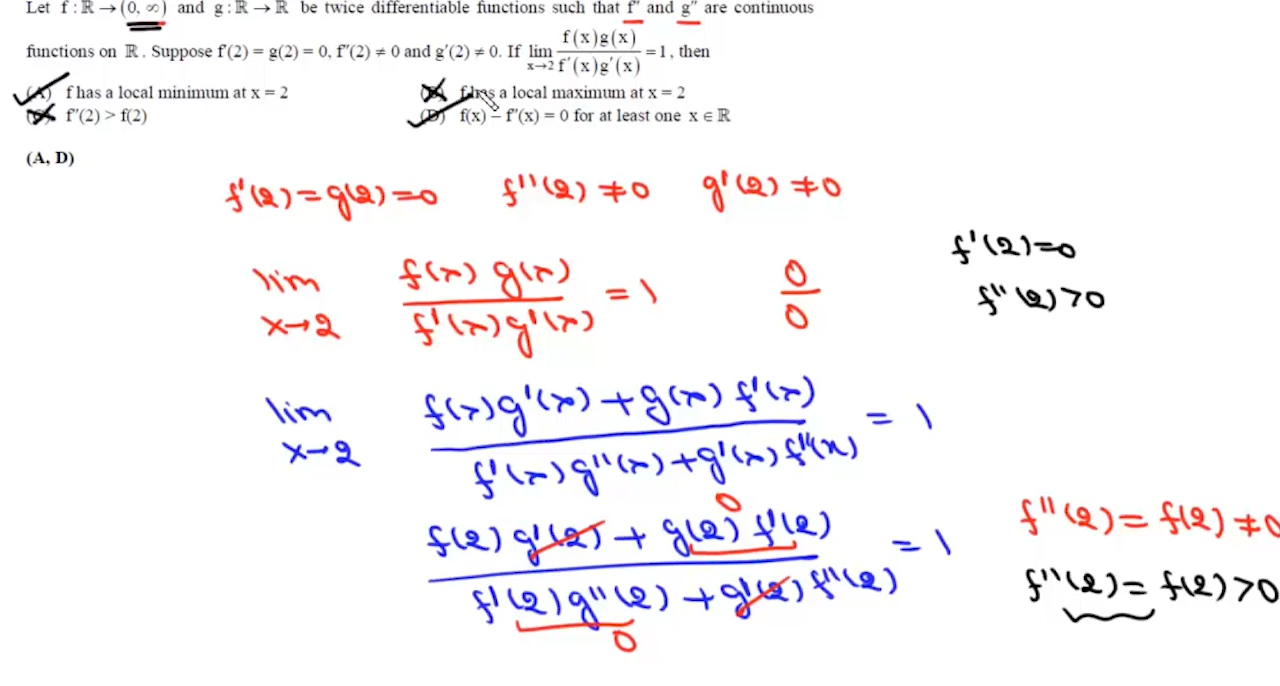 Let f : ℝ → (0, ∞) and g : ℝ → ℝ be twice differentiable functions such that f" and g" are continuous
functions on ℝ. Suppose f'(2) = g(2) = 0, f"(2) ≠ 0 and g'(2) ≠ 0. If lim x→2 f(x)g(x) / f'(x)g'(x) = 1, then
(A) f has a local minimum at x = 2 (B) f has a local maximum at x = 2
f"(2) > f(2) (D) f(x) – f"(x) = 0 for at least one x ∈ ℝ
(A, D)
f'(2) = g(2) = 0 f''(2) ≠ 0 g'(2) ≠ 0
f'(2) = 0
lim x→2 f(x) g(x) / f'(x) g'(x) = 1 0/0
f''(2) > 0
lim x→2 f(x) g'(x) + g(x) f'(x) / f'(x) g''(x) + g'(x) f''(x) = 1
0
f(2) g'(2) + g(2) f'(2) / f'(2) g''(2) + g'(2) f''(2) = 1
0
f''(2) = f(2) ≠ 0
f''(2) = f(2) > 0